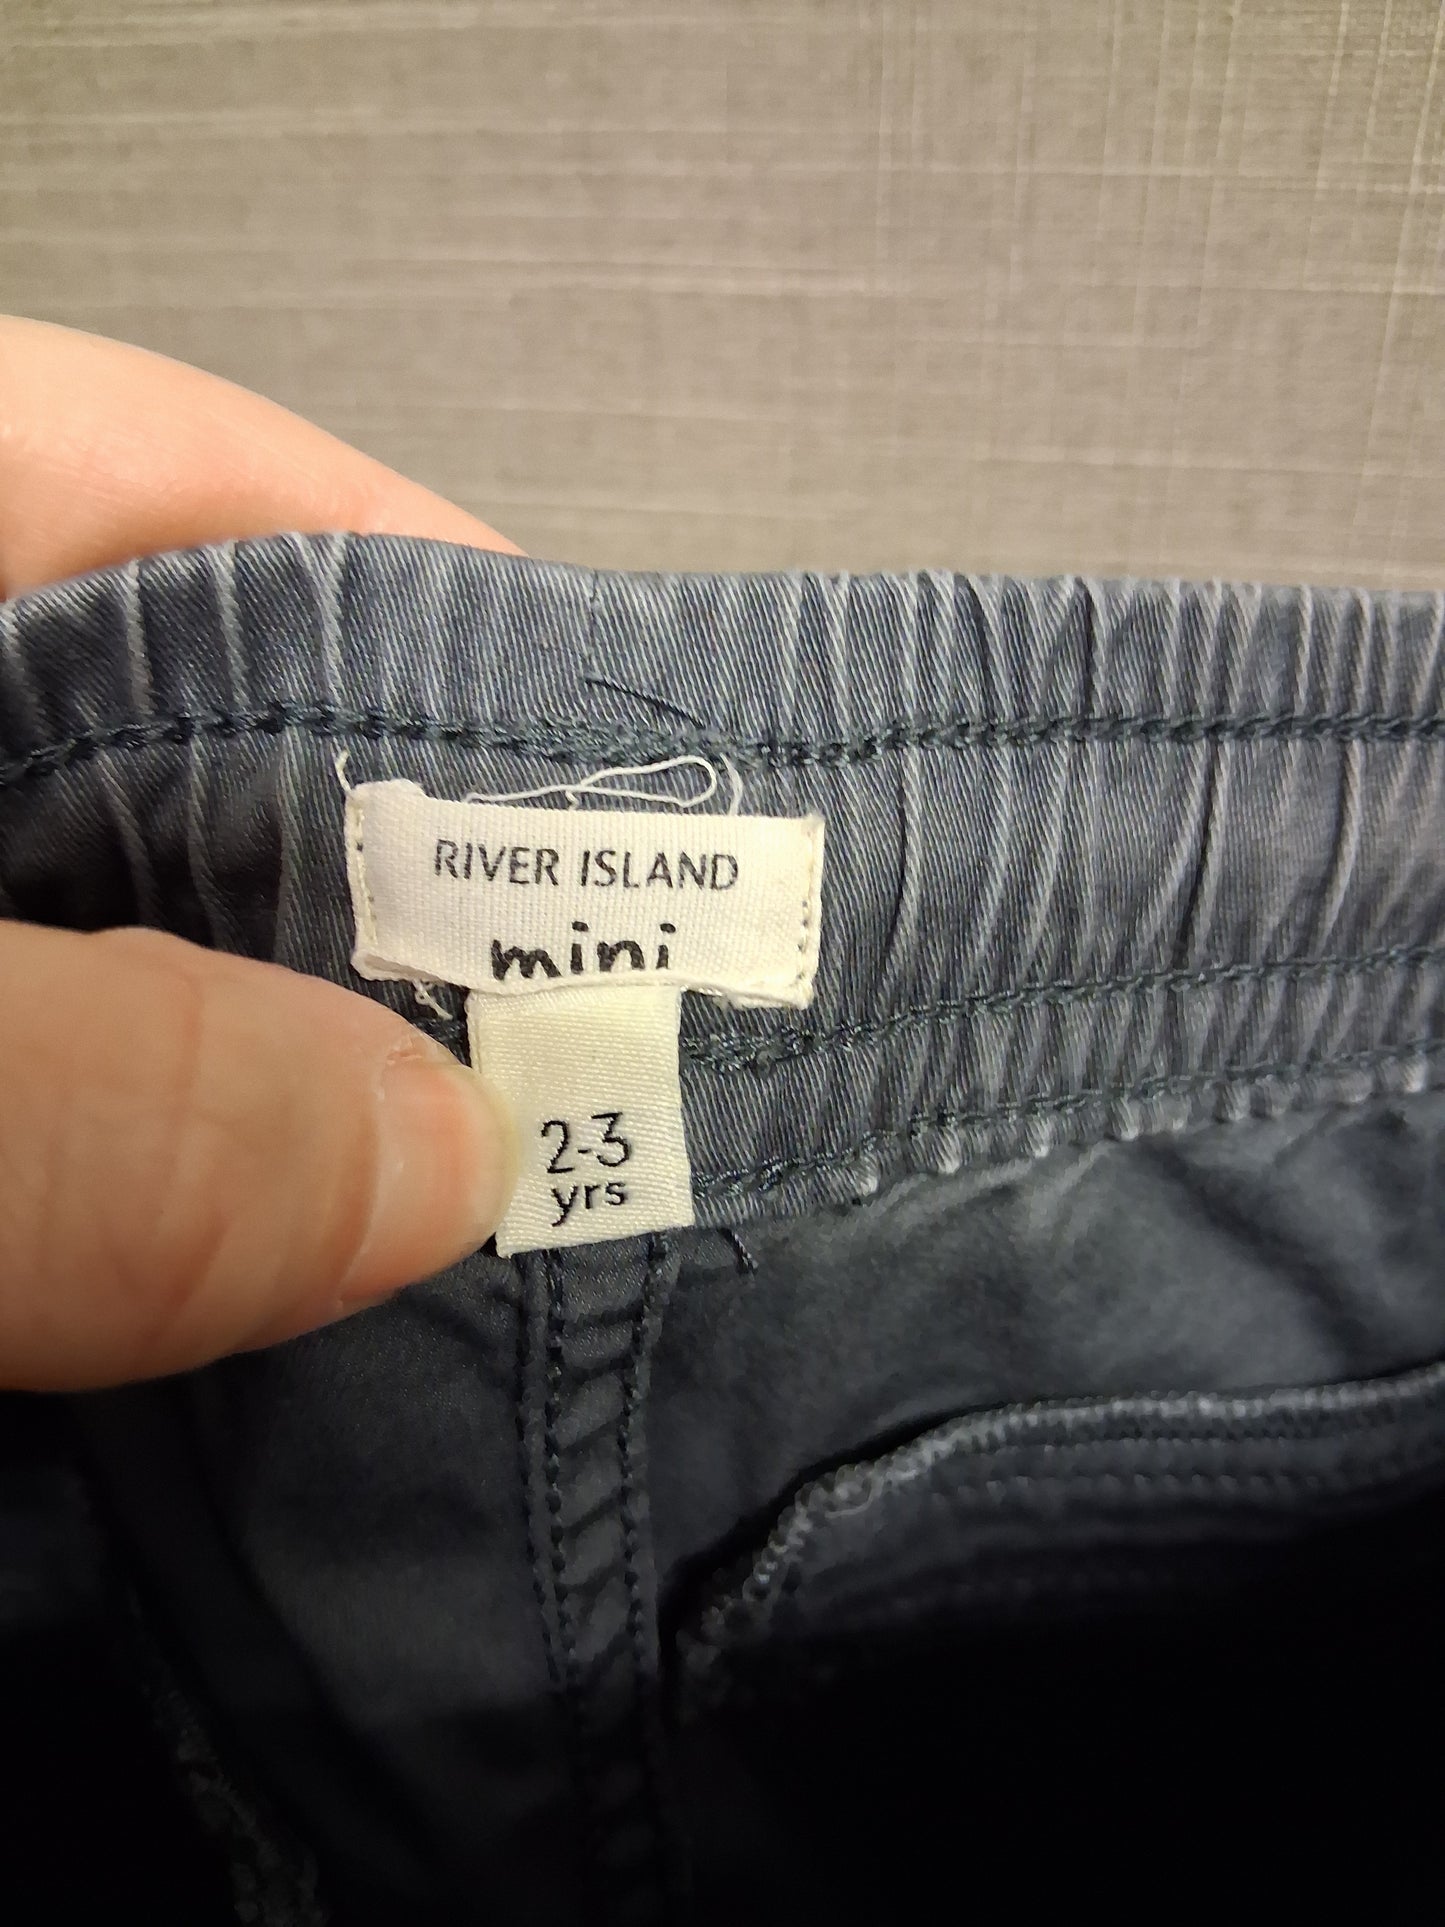 RIVER ISLAND
mini
2-3
yrs